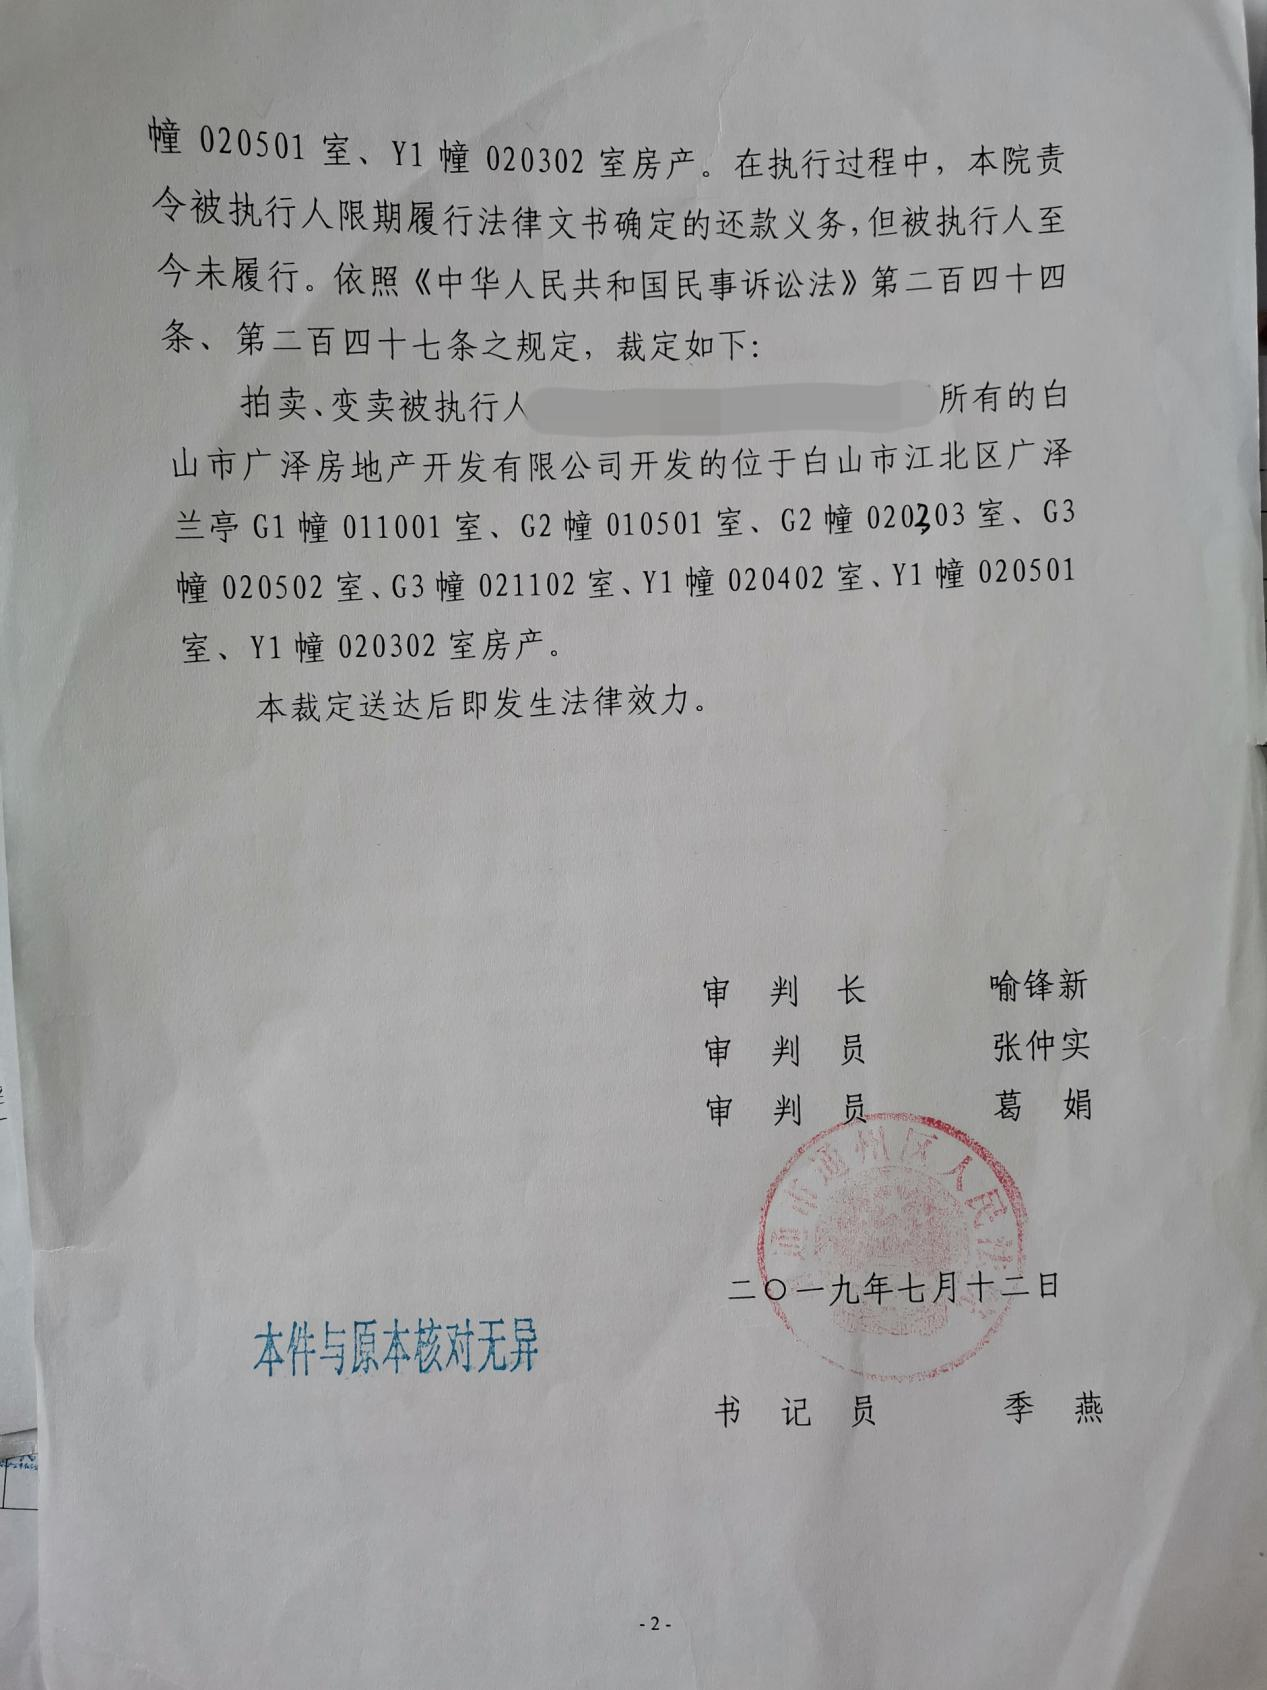 幢 020501 室、Y1 幢 020302 室房产。在执行过程中，本院责
令被执行人限期履行法律文书确定的还款义务，但被执行人至
今未履行。依照《中华人民共和国民事诉讼法》第二百四十四
条、第二百四十七条之规定，裁定如下：
拍卖、变卖被执行人 所有的白
山市广泽房地产开发有限公司开发的位于白山市江北区广泽
兰亭 G1 幢 011001 室、G2 幢 010501 室、G2 幢 020303 室、G3
幢 020502 室、G3 幢 021102 室、Y1 幢 020402 室、Y1 幢 020501
室、Y1 幢 020302 室房产。
本裁定送达后即发生法律效力。
审 判 长 喻锋新
审 判 员 张仲实
审 判 员 葛 娟
通市通州区人民法
二〇一九年七月十二日
本件与原本核对无异
书 记 员 季 燕
- 2 -